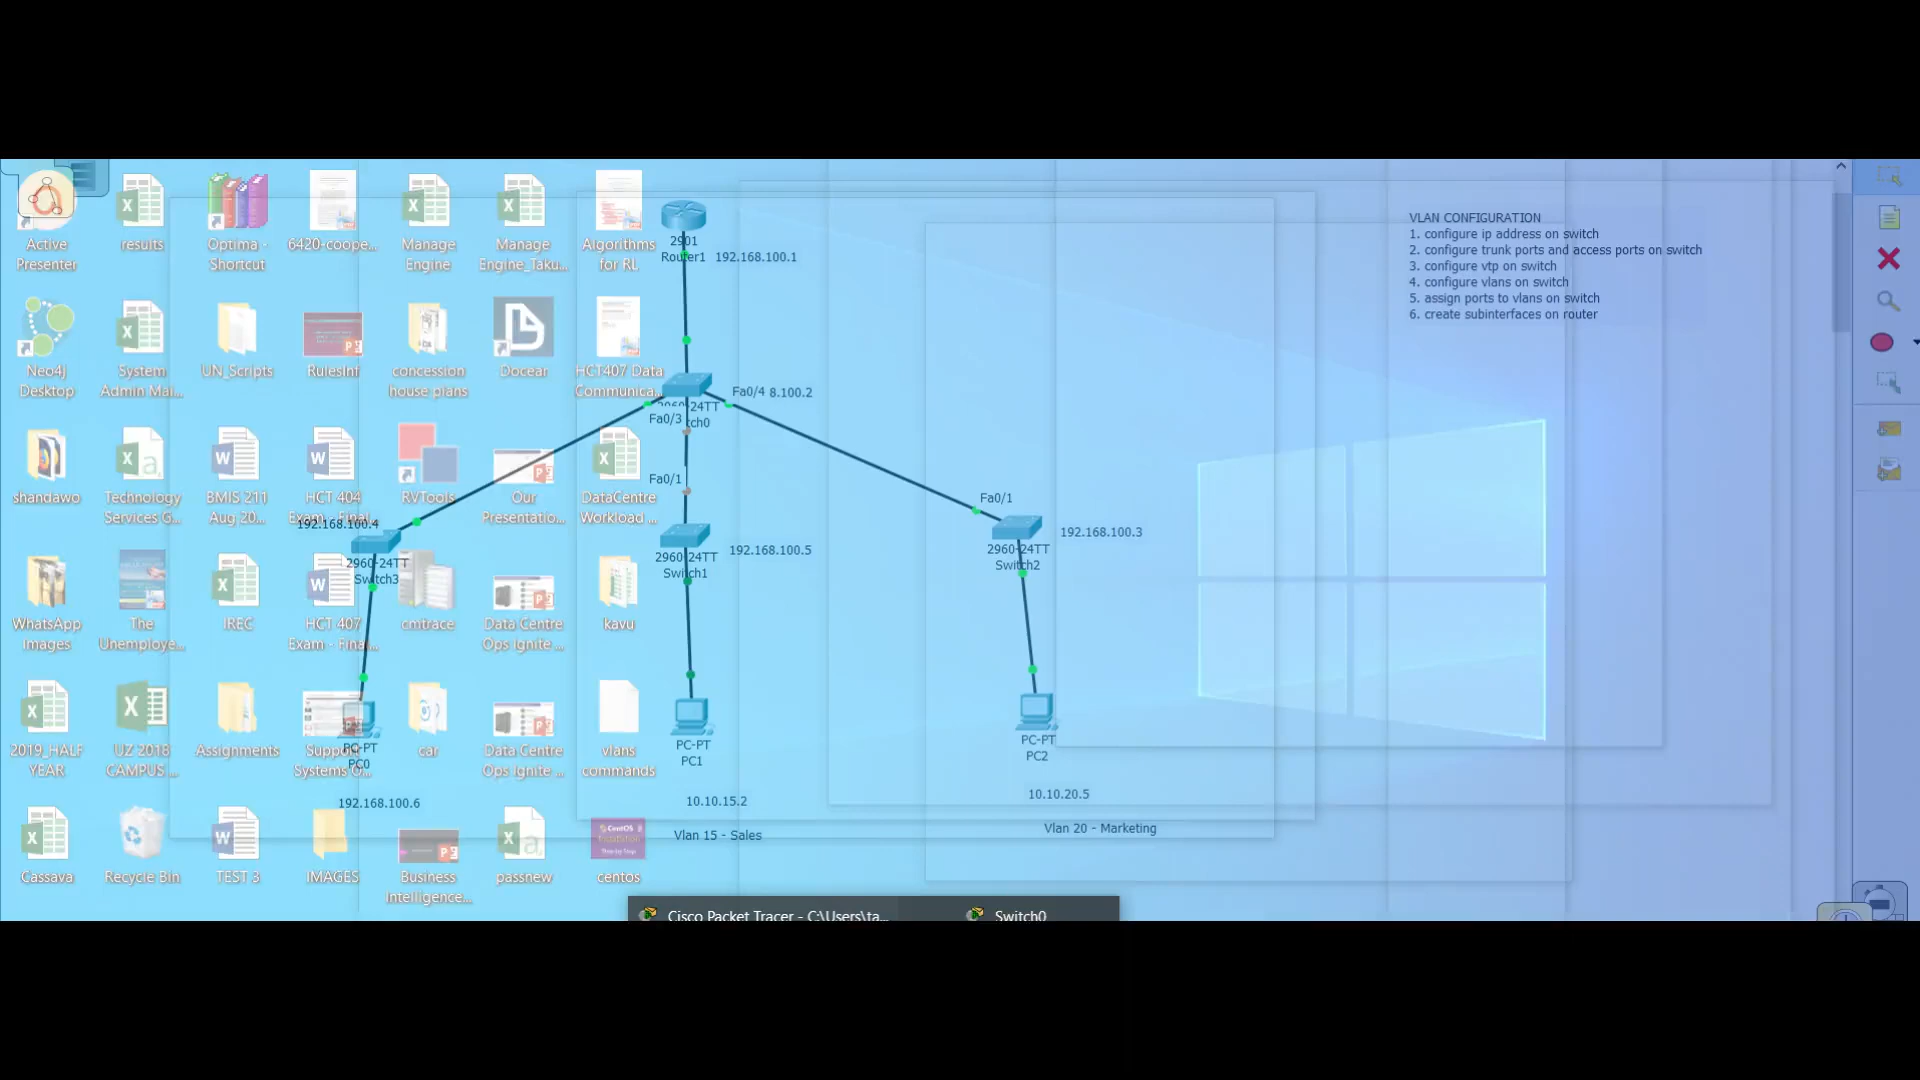 Active
Presenter
results
Optima -
Shortcut
6420-coope...
Manage
Engine
Manage
Engine_Taku...
Algorithms
for RL
2901
Router1
192.168.100.1
VLAN CONFIGURATION
1. configure ip address on switch
2. configure trunk ports and access ports on switch
3. configure vtp on switch
4. configure vlans on switch
5. assign ports to vlans on switch
6. create subinterfaces on router
Neo4j
Desktop
System
Admin Mai...
UN_Scripts
RulesInf
concession
house plans
Docear
HCT407 Data
Communica...
Fa0/4
8.100.2
2960-24TT
Fa0/3
tch0
shandawo
Technology
Services G...
BMIS 211
Aug 20...
HCT 404
Exam - Final...
RVTools
Our
Presentatio...
DataCentre
Workload ...
Fa0/1
Fa0/1
192.168.100.4
2960-24TT
Switch3
2960-24TT
Switch1
192.168.100.5
2960-24TT
Switch2
192.168.100.3
WhatsApp
Images
The
Unemploye...
IREC
HCT 407
Exam - Final...
cmtrace
Data Centre
Ops Ignite ...
kavu
2019_HALF
YEAR
UZ 2018
CAMPUS ...
Assignments
Support
Systems O...
PC-PT
PC0
car
Data Centre
Ops Ignite ...
vlans
commands
PC-PT
PC1
PC-PT
PC2
192.168.100.6
10.10.15.2
10.10.20.5
Vlan 15 - Sales
Vlan 20 - Marketing
Cassava
Recycle Bin
TEST 3
IMAGES
Business
Intelligence...
passnew
CentOS
centos
Cisco Packet Tracer - C:\Users\ta...
Switch0